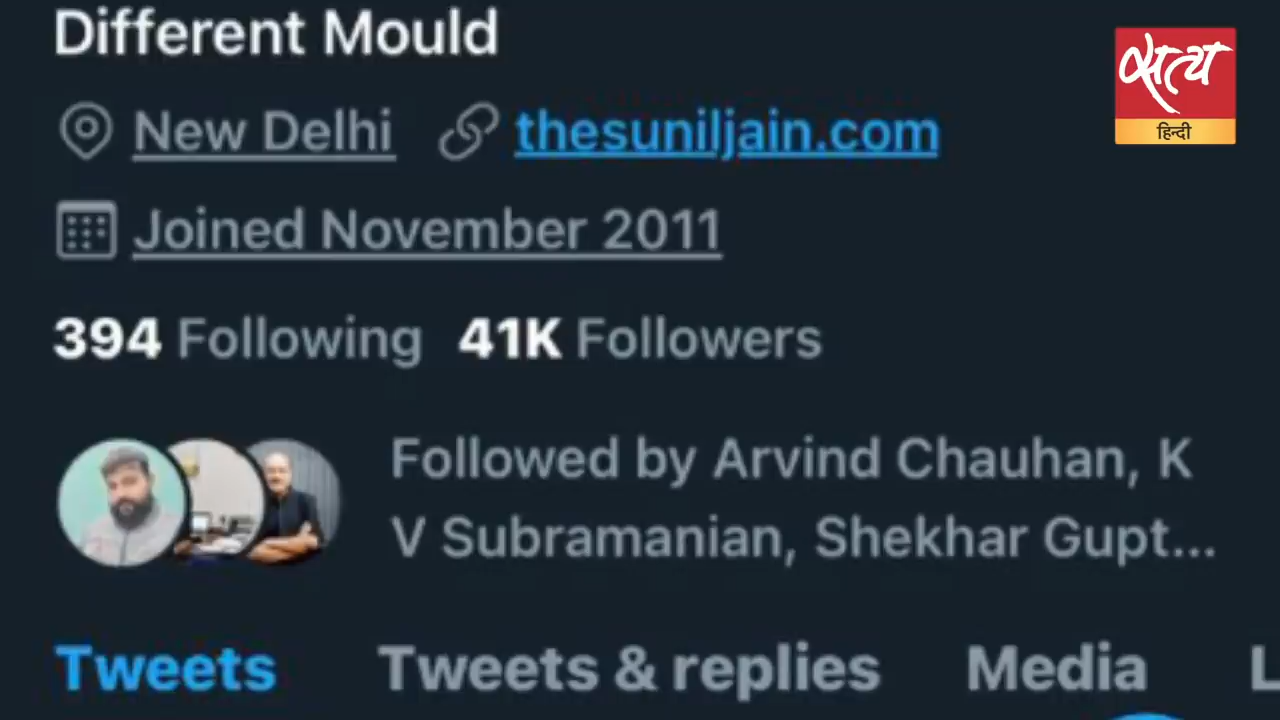 Different Mould
सत्य
हिन्दी
New Delhi thesuniljain.com
Joined November 2011
394 Following 41K Followers
Followed by Arvind Chauhan, K
V Subramanian, Shekhar Gupt...
Tweets Tweets & replies Media L